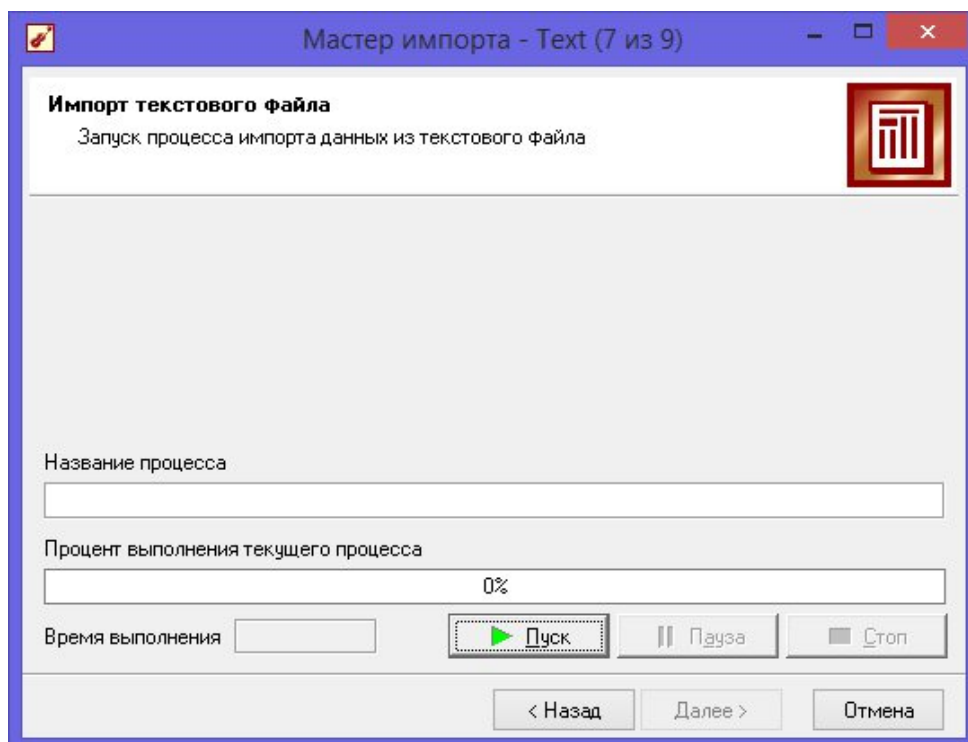 Мастер импорта - Text (7 из 9)
Импорт текстового файла
Запуск процесса импорта данных из текстового файла
Название процесса
Процент выполнения текущего процесса
0%
Время выполнения Пуск Пауза Стоп
< Назад Далее > Отмена